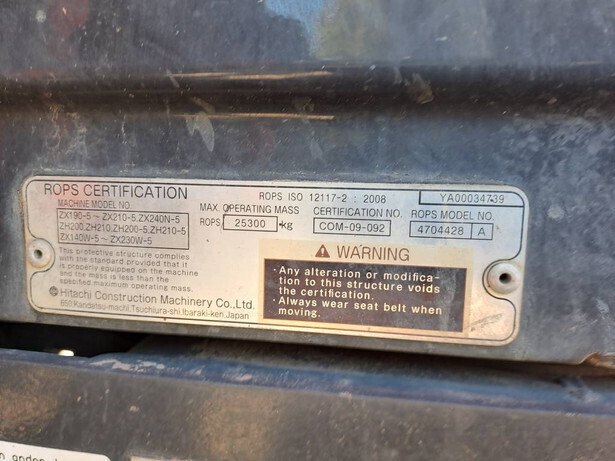 ROPS CERTIFICATION
ROPS ISO 12117-2 : 2008
YA00034739
MACHINE MODEL NO.
MAX. OPERATING MASS
CERTIFICATION NO.
ROPS MODEL NO.
ZX190-5 ~ ZX210-5.ZX240N-5
ZH200.ZH210.ZH200-5.ZH210-5
ZX140W-5 ~ ZX230W-5
ROPS
25300
kg
COM-09-092
4704428
A
This protective structure complies
with the standard provided that it
is properly equipped on the machine
and the mass is less than the
specified maximum operating mass.
Hitachi Construction Machinery Co., Ltd.
650,Kandatsu-machi,Tsuchiura-shi,Ibaraki-ken,Japan
WARNING
·Any alteration or modifica-
tion to this structure voids
the certification.
·Always wear seat belt when
moving.